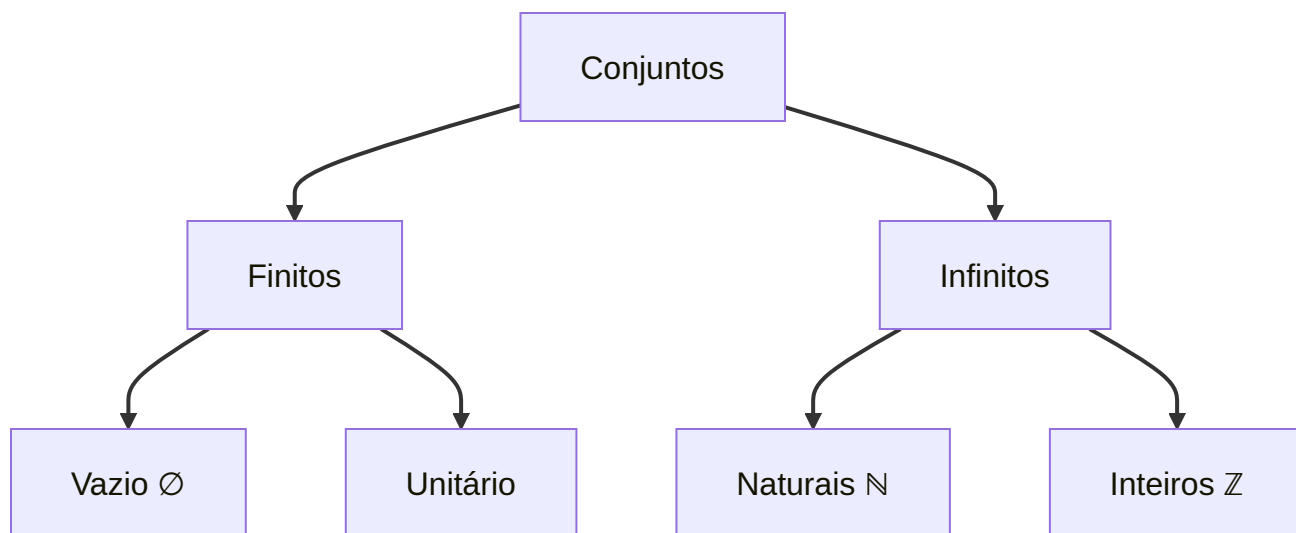 Conjuntos
Finitos
Infinitos
Vazio ∅
Unitário
Naturais ℕ
Inteiros ℤ